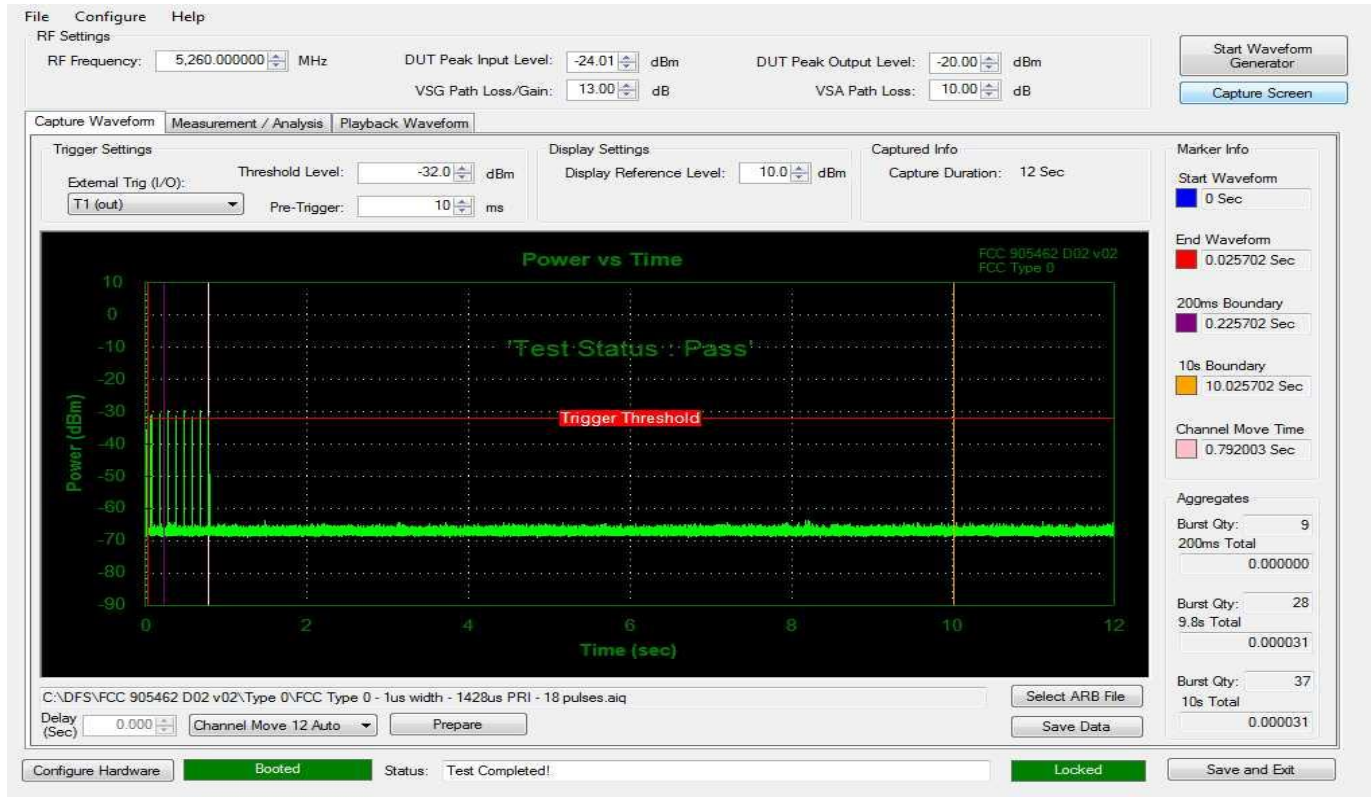 File Configure Help
RF Settings
RF Frequency: 5,260.000000 MHz DUT Peak Input Level: -24.01 dBm DUT Peak Output Level: -20.00 dBm
VSG Path Loss/Gain: 13.00 dB VSA Path Loss: 10.00 dB
Start Waveform
Generator
Capture Screen
Capture Waveform Measurement / Analysis Playback Waveform
Trigger Settings
External Trig (I/O):
T1 (out)
Threshold Level: -32.0 dBm
Pre-Trigger: 10 ms
Display Settings
Display Reference Level: 10.0 dBm
Captured Info
Capture Duration: 12 Sec
Power vs Time
FCC 905462 D02 v02
FCC Type 0
'Test Status : Pass'
Trigger Threshold
Power (dBm)
10
0
-10
-20
-30
-40
-50
-60
-70
-80
-90
0 2 4 6 8 10 12
Time (sec)
Marker Info
Start Waveform
0 Sec
End Waveform
0.025702 Sec
200ms Boundary
0.225702 Sec
10s Boundary
10.025702 Sec
Channel Move Time
0.792003 Sec
Aggregates
Burst Qty: 9
200ms Total
0.000000
Burst Qty: 28
9.8s Total
0.000031
Burst Qty: 37
10s Total
0.000031
C:\DFS\FCC 905462 D02 v02\Type 0\FCC Type 0 - 1us width - 1428us PRI - 18 pulses.aiq
Select ARB File
Delay
(Sec)
0.000 Channel Move 12 Auto Prepare
Save Data
Configure Hardware Booted Status: Test Completed! Locked Save and Exit